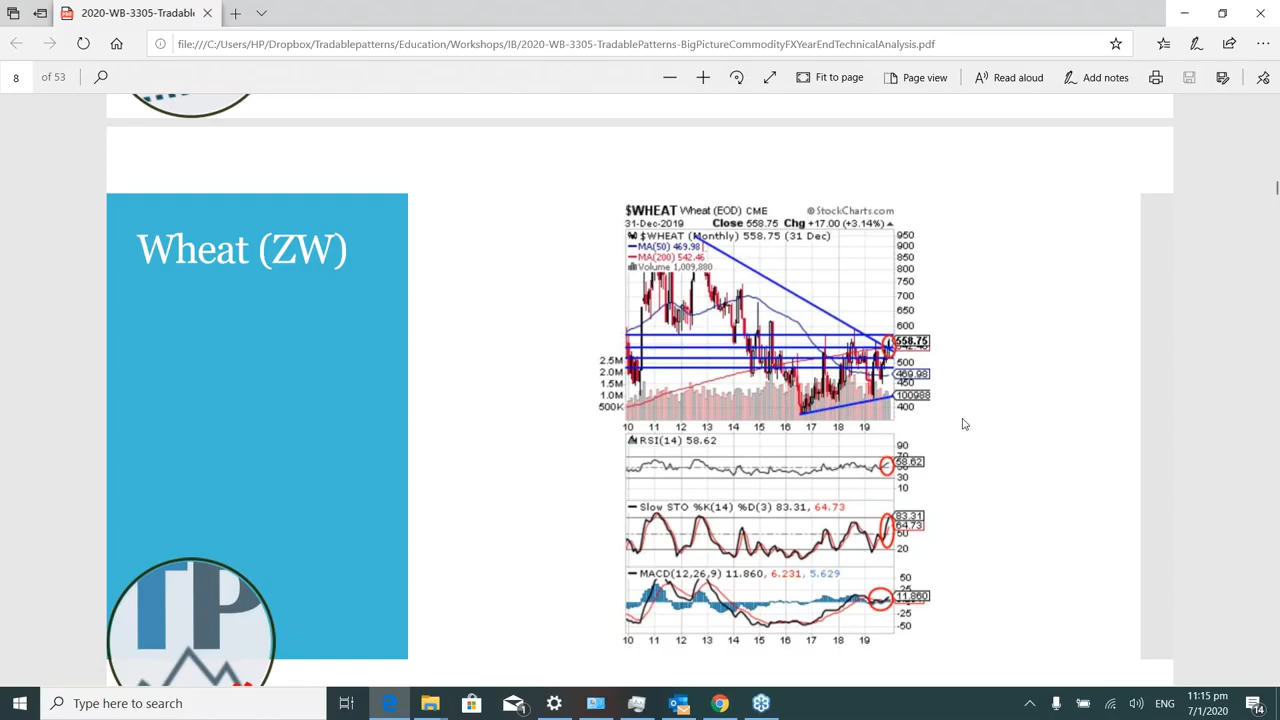 2020-WB-3305-Tradabl
file:///C:/Users/HP/Dropbox/Tradablepatterns/Education/Workshops/IB/2020-WB-3305-TradablePatterns-BigPictureCommodityFXYearEndTechnicalAnalysis.pdf
8 of 53
Fit to page
Page view
Read aloud
Add notes
Wheat (ZW)
$WHEAT Wheat (EOD) CME © StockCharts.com
31-Dec-2019 Close 558.75 Chg +17.00 (+3.14%)
$WHEAT (Monthly) 558.75 (31 Dec)
MA(50) 469.98
MA(200) 542.46
Volume 1,009,880
950
900
850
800
750
700
650
600
558.75
500
469.98
450
100988
400
2.5M
2.0M
1.5M
1.0M
500K
10 11 12 13 14 15 16 17 18 19
RSI(14) 58.62
90
70
58.62
30
10
Slow STO %K(14) %D(3) 83.31, 64.73
83.31
64.73
50
20
MACD(12,26,9) 11.860, 6.231, 5.629
50
25
11.860
-25
-50
10 11 12 13 14 15 16 17 18 19
HP
Type here to search
ENG
11:15 pm
7/1/2020
14